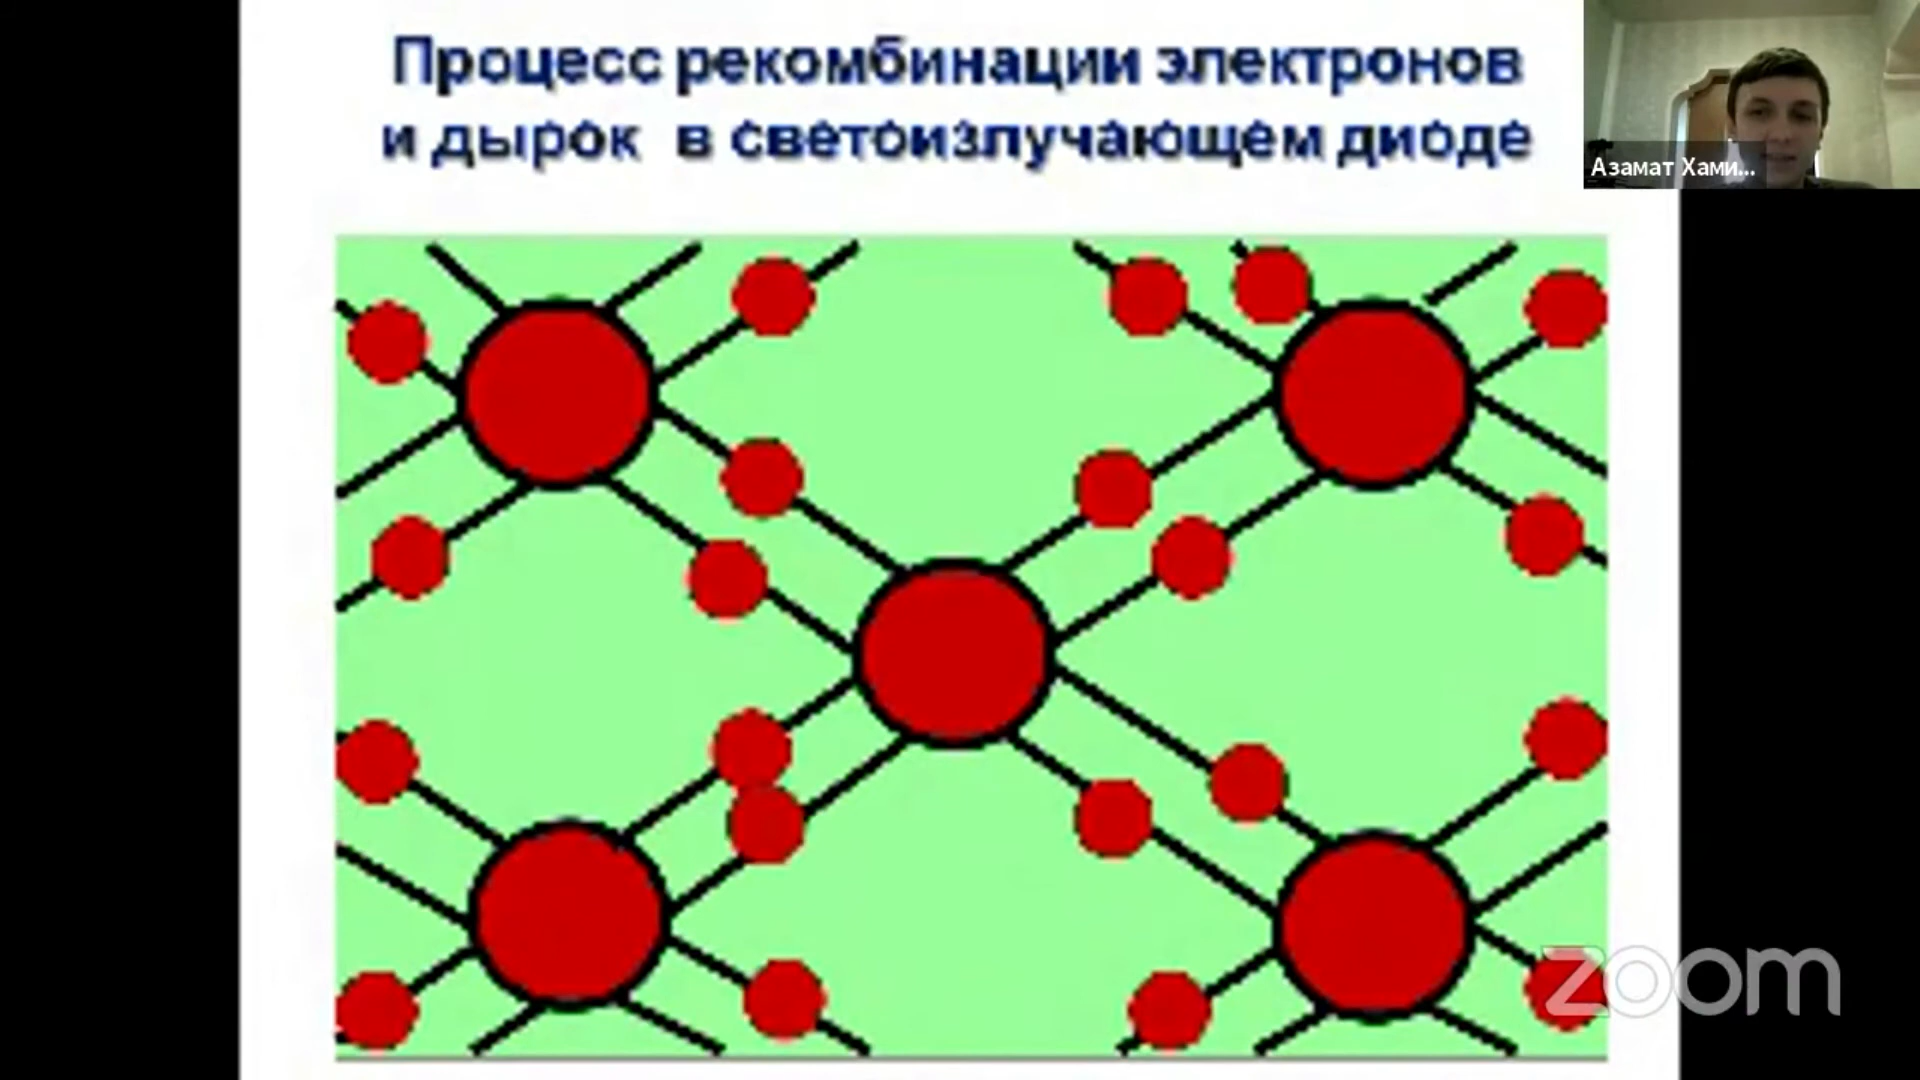 Процесс рекомбинации электронов
и дырок в светоизлучающем диоде
Азамат Хами...
zoom